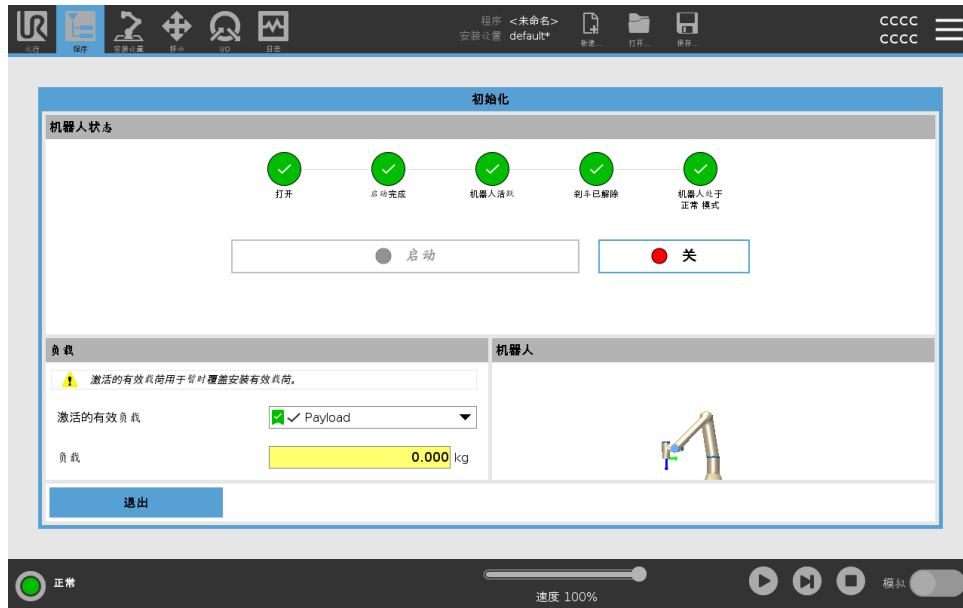 UR
程序 <未命名>
安装设置 default*
CCCC
CCCC
运行
程序
安装设置
移动
I/O
日志
新建...
打开...
保存...
初始化
机器人状态
打开
启动完成
机器人活跃
刹车已解除
机器人处于
正常 模式
启动
关
负载
机器人
激活的有效载荷用于暂时覆盖安装有效载荷。
激活的有效负载
Payload
负载
0.000 kg
退出
正常
速度 100%
模拟